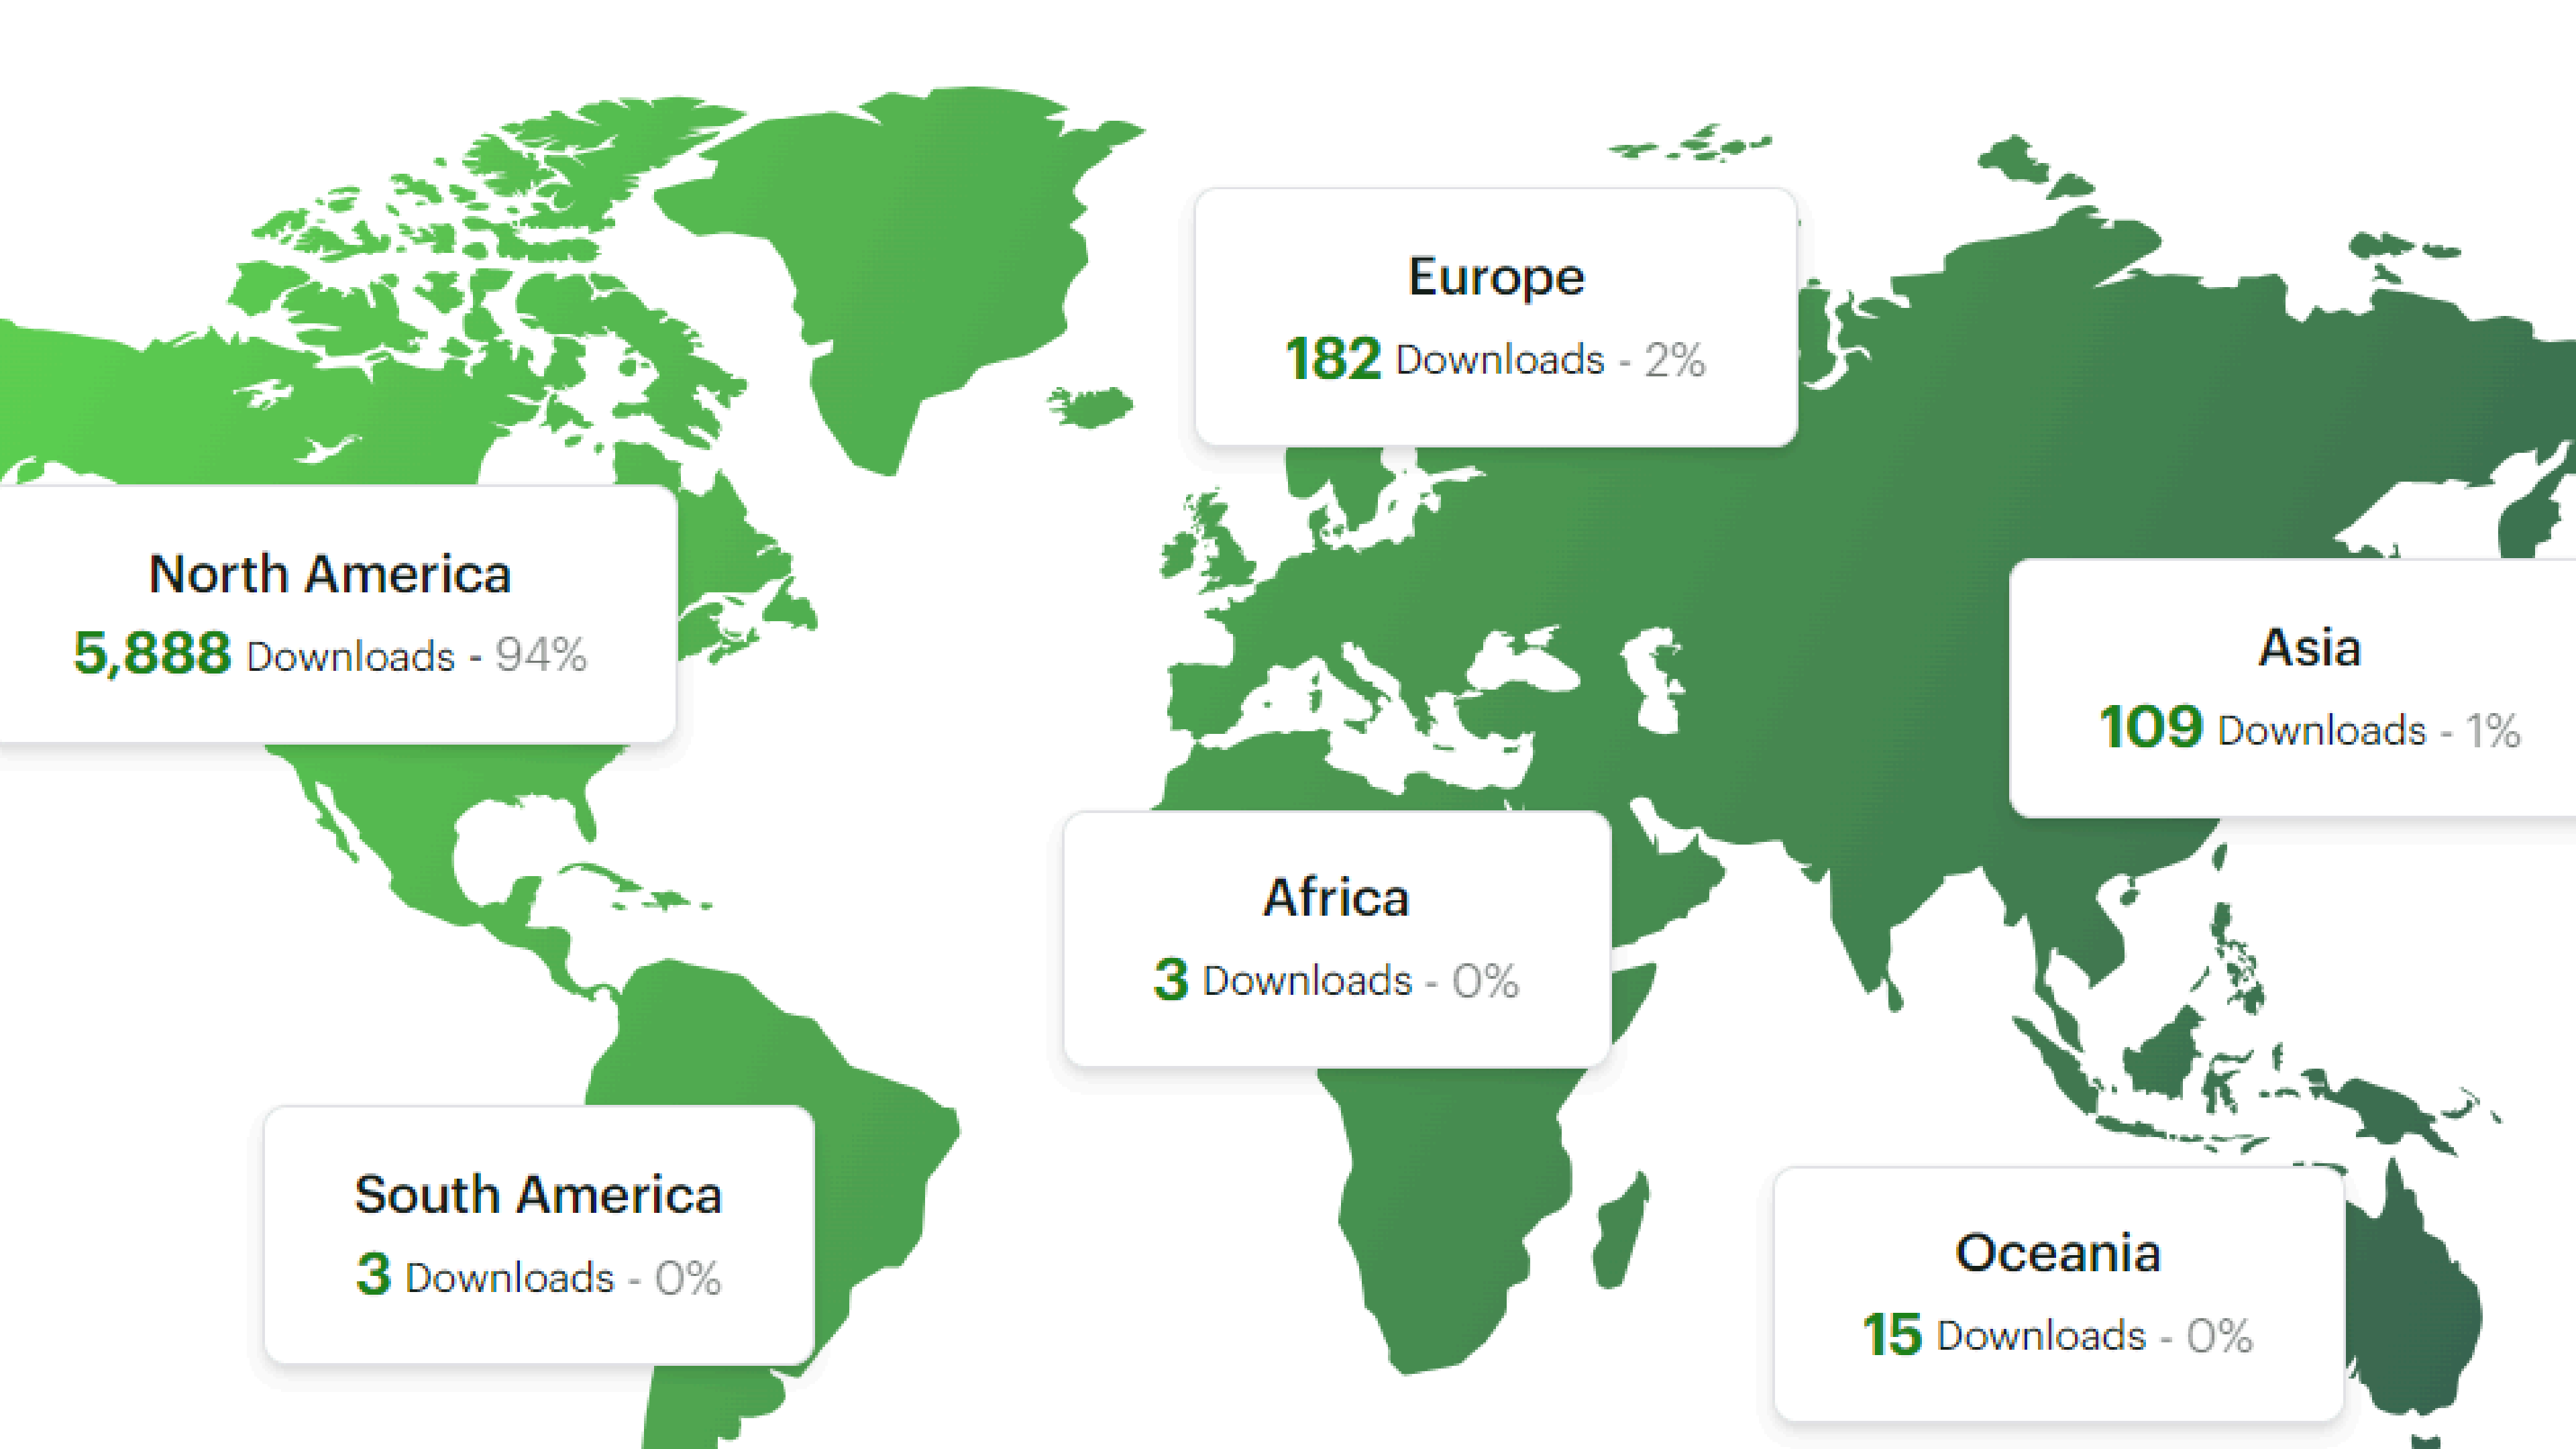 Europe
182 Downloads - 2%
North America
5,888 Downloads - 94%
Asia
109 Downloads - 1%
Africa
3 Downloads - 0%
South America
3 Downloads - 0%
Oceania
15 Downloads - 0%